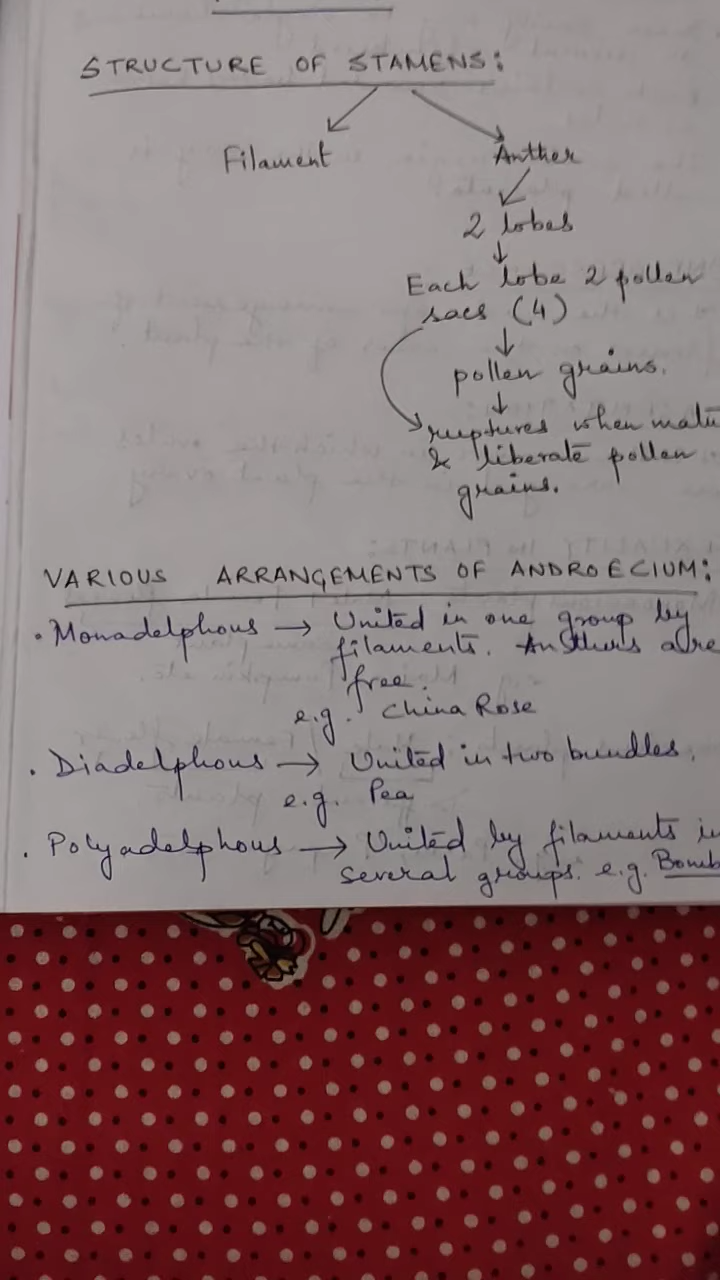 STRUCTURE OF STAMENS:
Filament Anther
2 lobes
Each lobe 2 pollen
sacs (4)
pollen grains.
ruptures when matu
& liberate pollen
grains.
VARIOUS ARRANGEMENTS OF ANDROECIUM:
• Monadelphous → United in one group by
filaments. Anthers are
free.
e.g. China Rose
• Diadelphous → United in two bundles.
e.g. Pea
• Polyadelphous → United by filaments in
several groups. e.g. Bomb